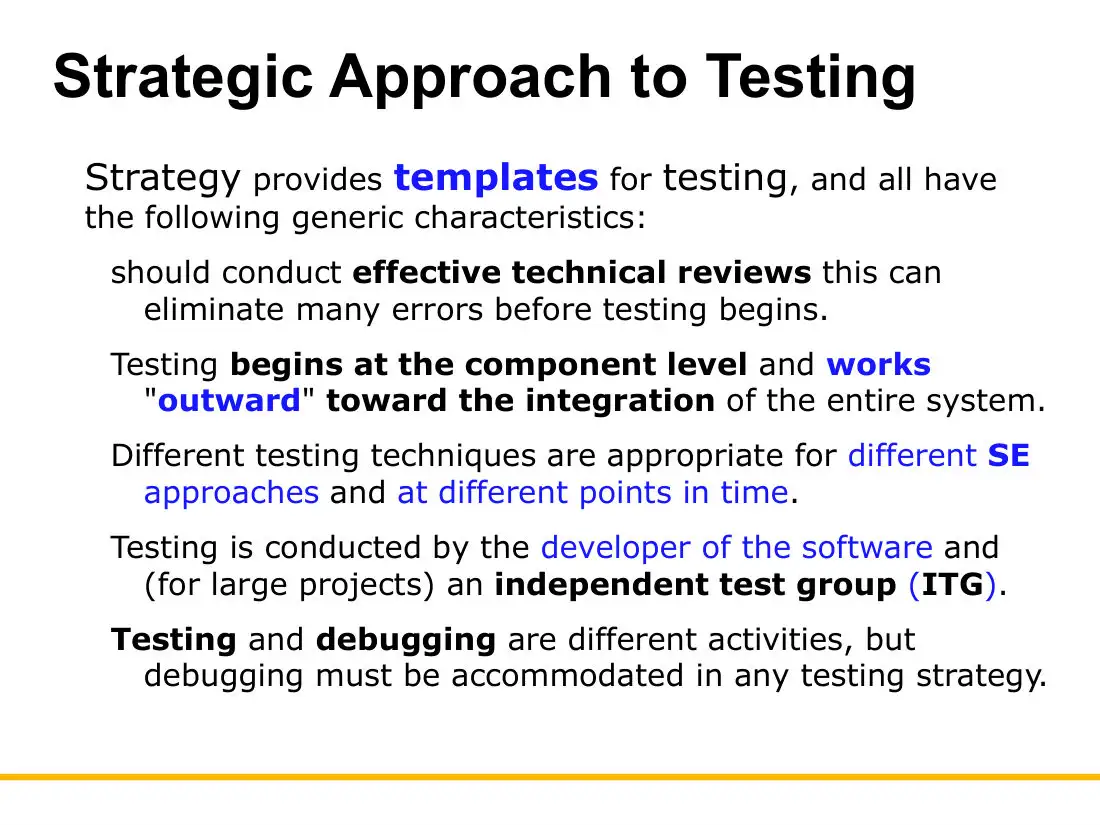 Strategic Approach to Testing
Strategy provides templates for testing, and all have
the following generic characteristics:
should conduct effective technical reviews this can
eliminate many errors before testing begins.
Testing begins at the component level and works
"outward" toward the integration of the entire system.
Different testing techniques are appropriate for different SE
approaches and at different points in time.
Testing is conducted by the developer of the software and
(for large projects) an independent test group (ITG).
Testing and debugging are different activities, but
debugging must be accommodated in any testing strategy.